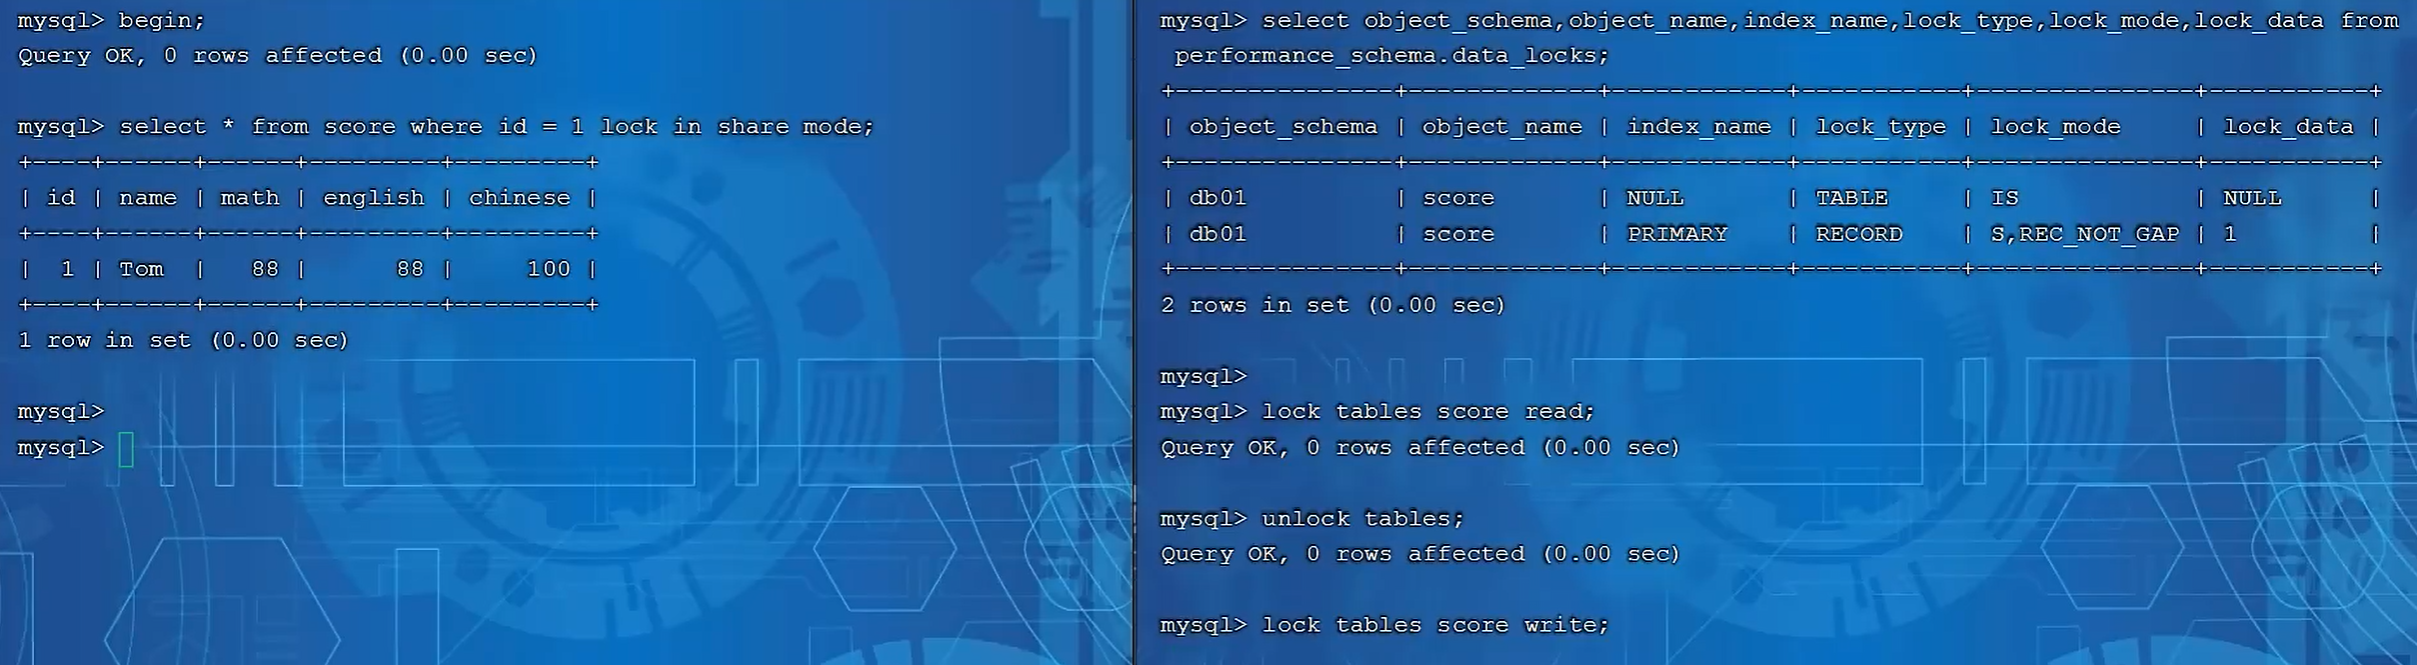 mysql> begin;
Query OK, 0 rows affected (0.00 sec)

mysql> select * from score where id = 1 lock in share mode;
+----+------+------+---------+---------+
| id | name | math | english | chinese |
+----+------+------+---------+---------+
|  1 | Tom  |   88 |      88 |     100 |
+----+------+------+---------+---------+
1 row in set (0.00 sec)

mysql>
mysql>
mysql> select object_schema,object_name,index_name,lock_type,lock_mode,lock_data from
 performance_schema.data_locks;
+---------------+-------------+------------+-----------+---------------+-----------+
| object_schema | object_name | index_name | lock_type | lock_mode     | lock_data |
+---------------+-------------+------------+-----------+---------------+-----------+
| db01          | score       | NULL       | TABLE     | IS            | NULL      |
| db01          | score       | PRIMARY    | RECORD    | S,REC_NOT_GAP | 1         |
+---------------+-------------+------------+-----------+---------------+-----------+
2 rows in set (0.00 sec)

mysql>
mysql> lock tables score read;
Query OK, 0 rows affected (0.00 sec)

mysql> unlock tables;
Query OK, 0 rows affected (0.00 sec)

mysql> lock tables score write;